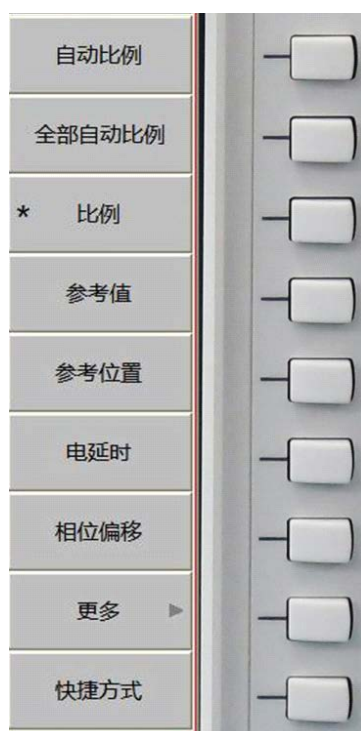 自动比例
全部自动比例
* 比例
参考值
参考位置
电延时
相位偏移
更多
快捷方式